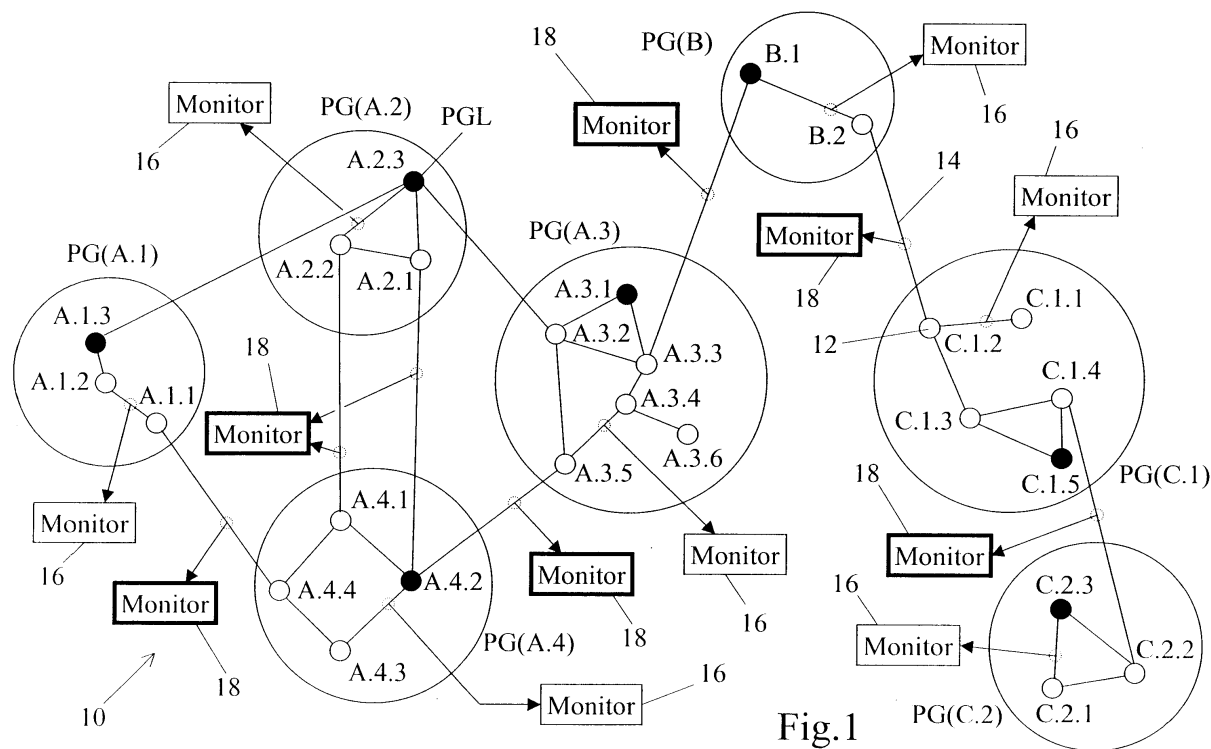 18
PG(B)
B.1
Monitor
16
Monitor
16
PG(A.2)
PGL
Monitor
B.2
16
A.2.3
14
Monitor
PG(A.1)
A.2.2
A.2.1
PG(A.3)
Monitor
18
A.1.3
A.3.1
A.3.2
C.1.1
12
C.1.2
A.1.2
A.1.1
18
A.3.3
A.3.4
C.1.4
Monitor
C.1.3
A.3.6
A.3.5
C.1.5
PG(C.1)
Monitor
16
A.4.1
18
Monitor
Monitor
16
Monitor
18
A.4.4
A.4.2
Monitor
18
A.4.3
PG(A.4)
C.2.3
16
Monitor
C.2.2
10
16
Monitor
PG(C.2)
C.2.1
Fig.1